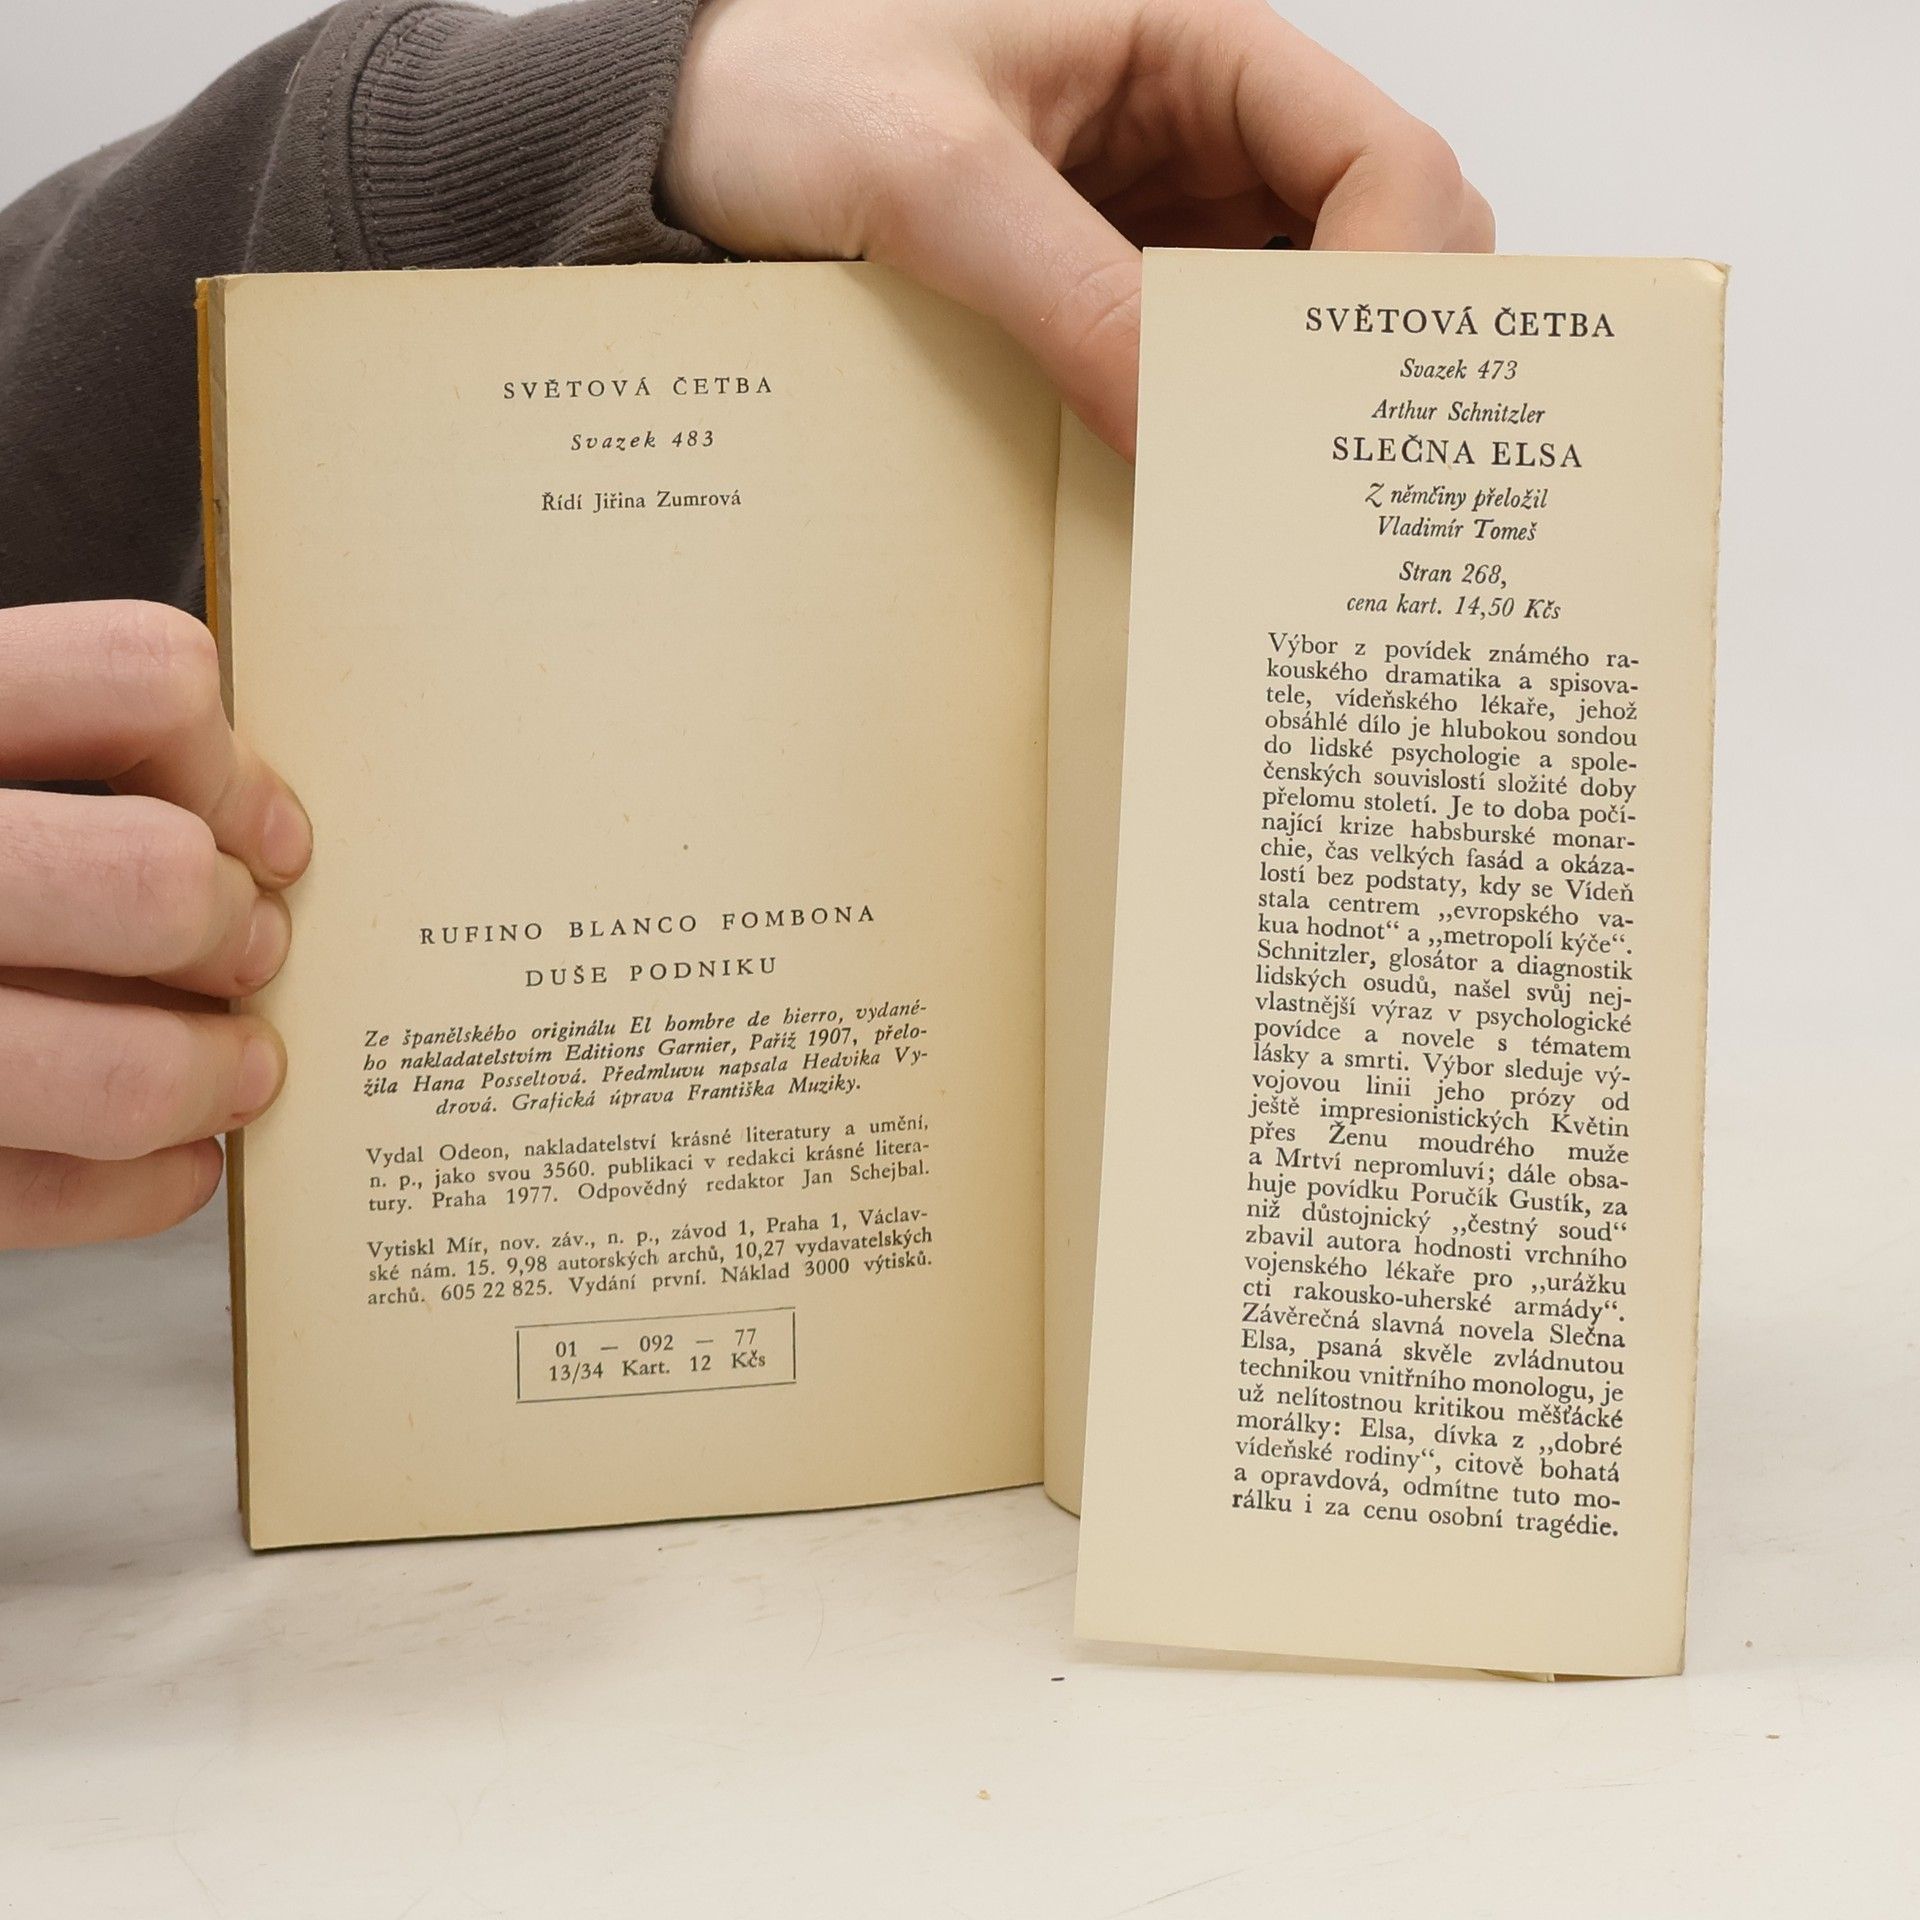 SVĚTOVÁ ČETBA
Svazek 483
Řídí Jiřina Zumrová
RUFINO BLANCO FOMBONA
DUŠE PODNIKU
Ze španělského originálu El hombre de hierro, vydané-
ho nakladatelstvím Editions Garnier, Paříž 1907, přelo-
žila Hana Posseltová. Předmluvu napsala Hedvika Vy-
drová. Grafická úprava Františka Muziky.
Vydal Odeon, nakladatelství krásné literatury a umění,
n. p., jako svou 3560. publikaci v redakci krásné litera-
tury. Praha 1977. Odpovědný redaktor Jan Schejbal.
Vytiskl Mír, nov. záv., n. p., závod 1, Praha 1, Václav-
ské nám. 15. 9,98 autorských archů, 10,27 vydavatelských
archů. 605 22 825. Vydání první. Náklad 3000 výtisků.
01 — 092 — 77
13/34 Kart. 12 Kčs
SVĚTOVÁ ČETBA
Svazek 473
Arthur Schnitzler
SLEČNA ELSA
Z němčiny přeložil
Vladimír Tomeš
Stran 268,
cena kart. 14,50 Kčs
Výbor z povídek známého ra-
kouského dramatika a spisova-
tele, vídeňského lékaře, jehož
obsáhlé dílo je hlubokou sondou
do lidské psychologie a spole-
čenských souvislostí složité doby
přelomu století. Je to doba počí-
nající krize habsburské monar-
chie, čas velkých fasád a okáza-
lostí bez podstaty, kdy se Vídeň
stala centrem „evropského va-
kua hodnot“ a „metropolí kýče“.
Schnitzler, glosátor a diagnostik
lidských osudů, našel svůj nej-
vlastnější výraz v psychologické
povídce a novele s tématem
lásky a smrti. Výbor sleduje vý-
vojovou linii jeho prózy od
ještě impresionistických Květin
přes Ženu moudrého muže
a Mrtví nepromluví; dále obsa-
huje povídku Poručík Gustík, za
niž důstojnický „čestný soud“
zbavil autora hodnosti vrchního
vojenského lékaře pro „urážku
cti rakousko-uherské armády“.
Závěrečná slavná novela Slečna
Elsa, psaná skvěle zvládnutou
technikou vnitřního monologu, je
už nelítostnou kritikou měšťácké
morálky: Elsa, dívka z „dobré
vídeňské rodiny“, citově bohatá
a opravdová, odmítne tuto mo-
rálku i za cenu osobní tragédie.